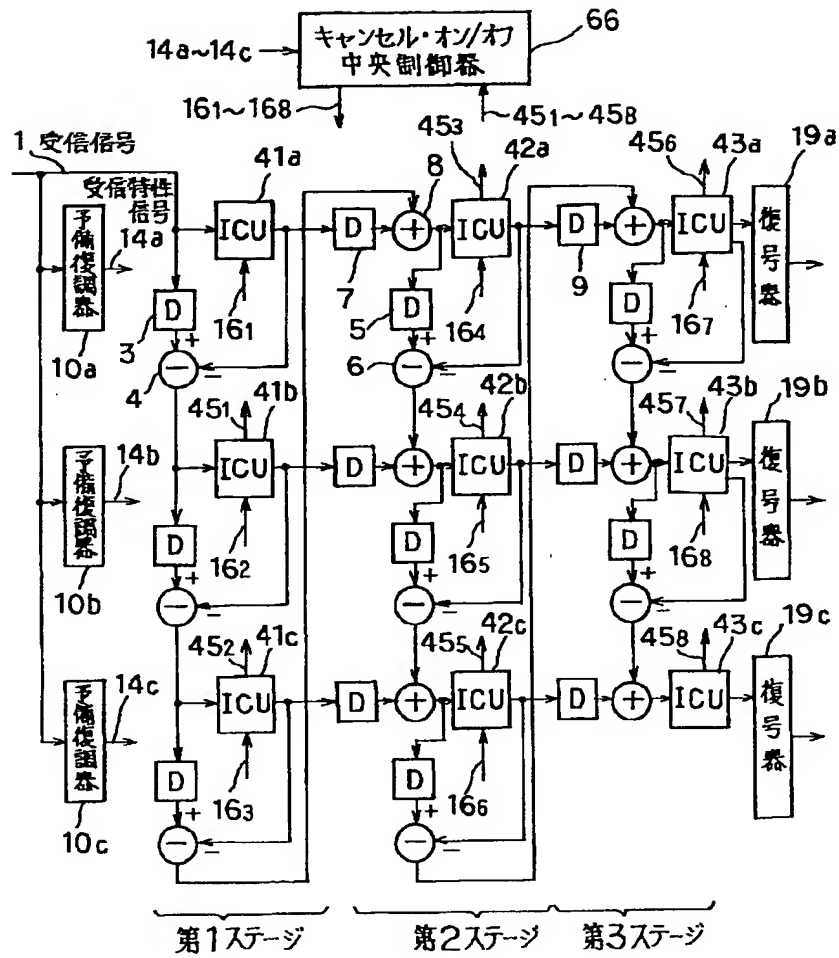 14a~14c
キャンセル・オン/オフ
中央制御器
66
161~168
451~458
1 受信信号
受信特性
信号
41a
ICU
161
D
7
+
8
453
42a
ICU
164
D
9
+
456
43a
ICU
167
19a
復号器
予備復調器
14a
10a
D
3
+
−
4
−
D
5
+
−
6
−
D
+
−
−
予備復調器
14b
10b
451
41b
ICU
162
D
+
454
42b
ICU
165
D
+
457
43b
ICU
168
19b
復号器
D
+
−
−
D
+
−
−
D
+
−
−
予備復調器
14c
10c
452
41c
ICU
163
D
+
455
42c
ICU
166
D
+
458
43c
ICU
19c
復号器
D
+
−
−
D
+
−
−
第1ステージ
第2ステージ
第3ステージ